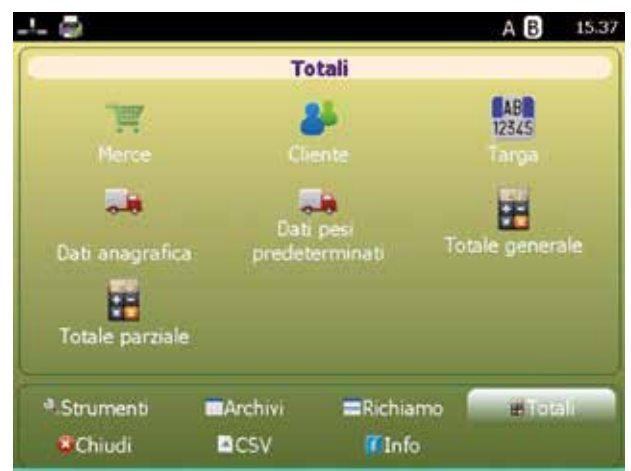 A B 15.37
Totali
Merce Cliente AB 12345 Targa
Dati anagrafica Dati pesi predeterminati Totale generale
Totale parziale
Strumenti Archivi Richiamo Totali
Chiudi CSV Info